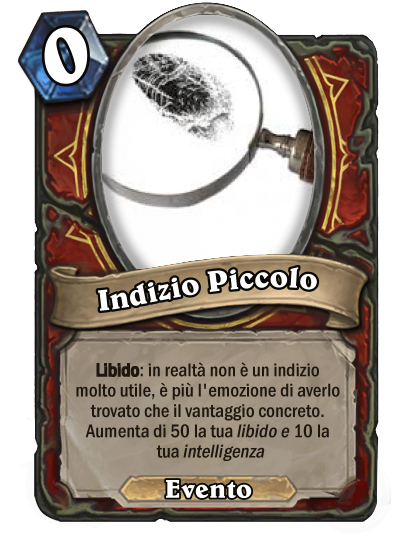 0
Indizio Piccolo
Libido: in realtà non è un indizio
molto utile, è più l'emozione di averlo
trovato che il vantaggio concreto.
Aumenta di 50 la tua libido e 10 la
tua intelligenza
Evento